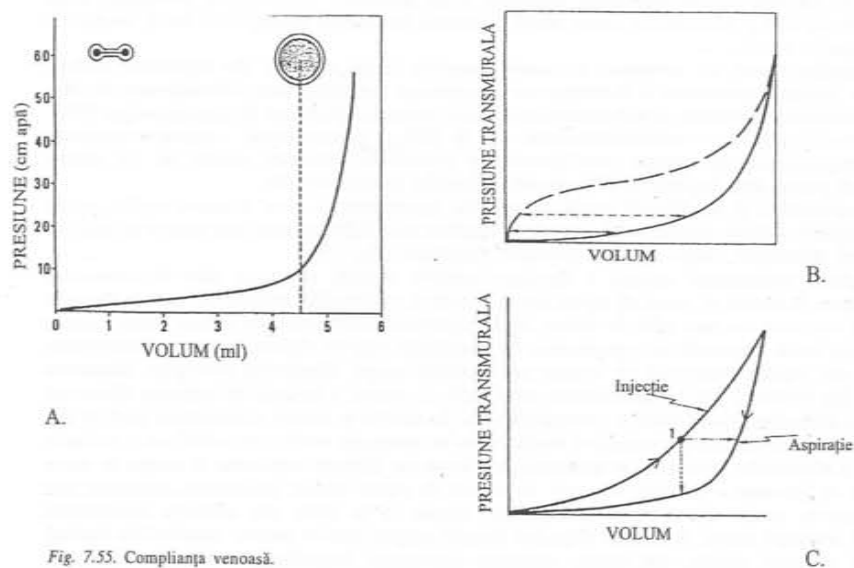 PRESIUNE (cm apă)
60
50
40
30
20
10
0 1 2 3 4 5 6
VOLUM (ml)
A.
PRESIUNE TRANSMURALA
VOLUM
B.
PRESIUNE TRANSMURALA
Injecție
1
Aspirație
VOLUM
C.
Fig. 7.55. Complianța venoasă.